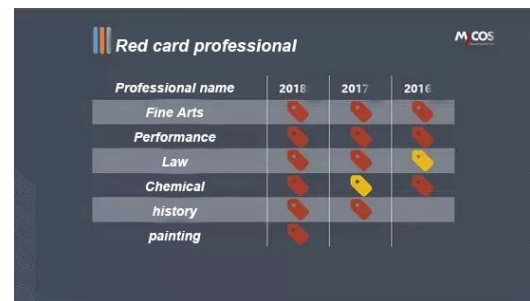 Red card professional
MyCOS
Professional name 2018 2017 2016
Fine Arts
Performance
Law
Chemical
history
painting